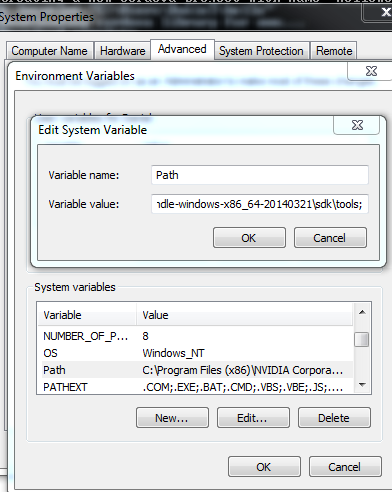 System Properties
Computer Name Hardware Advanced System Protection Remote
Environment Variables
Edit System Variable
Variable name: Path
Variable value: ndle-windows-x86_64-20140321\sdk\tools;
OK Cancel
System variables
Variable Value
NUMBER_OF_P... 8
OS Windows_NT
Path C:\Program Files (x86)\NVIDIA Corpora...
PATHEXT .COM;.EXE;.BAT;.CMD;.VBS;.VBE;.JS;....
New... Edit... Delete
OK Cancel